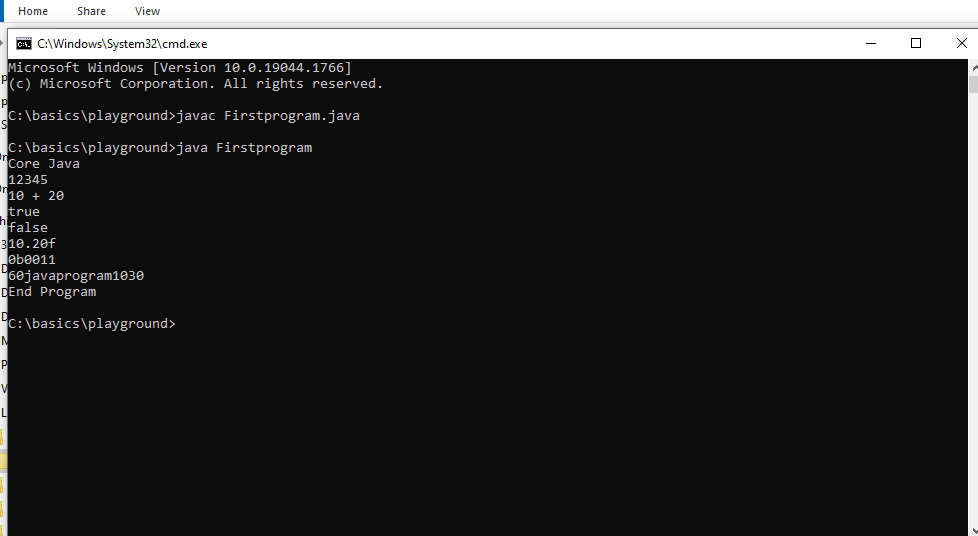 Home Share View
C:\Windows\System32\cmd.exe
Microsoft Windows [Version 10.0.19044.1766]
(c) Microsoft Corporation. All rights reserved.
C:\basics\playground>javac Firstprogram.java
C:\basics\playground>java Firstprogram
Core Java
12345
10 + 20
true
false
10.20f
0b0011
60javaprogram1030
End Program
C:\basics\playground>